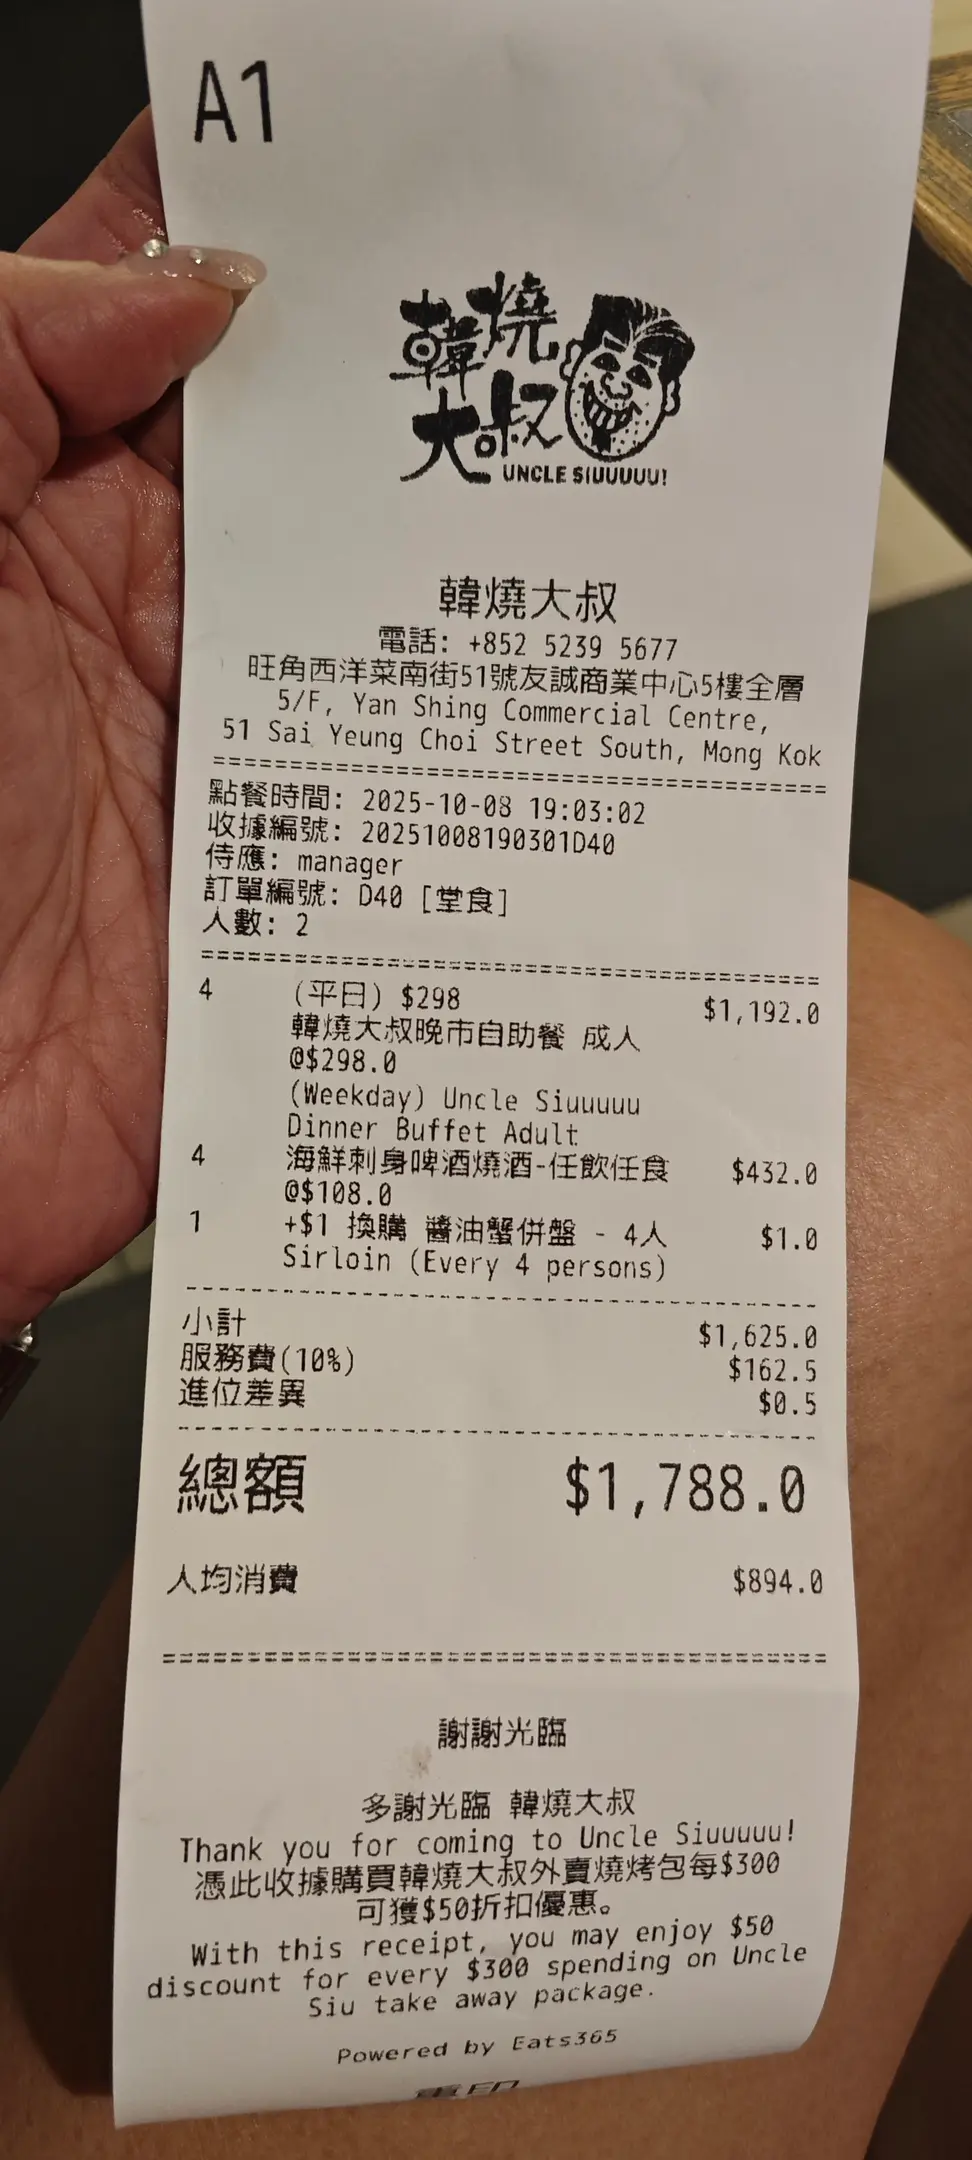 A1
韓燒
大叔
UNCLE SIUUUUU!
韓燒大叔
電話: +852 5239 5677
旺角西洋菜南街51號友誠商業中心5樓全層
5/F, Yan Shing Commercial Centre,
51 Sai Yeung Choi Street South, Mong Kok
點餐時間: 2025-10-08 19:03:02
收據編號: 20251008190301D40
侍應: manager
訂單編號: D40 [堂食]
人數: 2
4 (平日) $298 $1,192.0
韓燒大叔晚市自助餐 成人
@$298.0
(Weekday) Uncle Siuuuuu
Dinner Buffet Adult
4 海鮮刺身啤酒燒酒-任飲任食 $432.0
@$108.0
1 +$1 換購 醬油蟹併盤 - 4人 $1.0
Sirloin (Every 4 persons)
小計 $1,625.0
服務費(10%) $162.5
進位差異 $0.5
總額 $1,788.0
人均消費 $894.0
謝謝光臨
多謝光臨 韓燒大叔
Thank you for coming to Uncle Siuuuuu!
憑此收據購買韓燒大叔外賣燒烤包每$300
可獲$50折扣優惠。
With this receipt, you may enjoy $50
discount for every $300 spending on Uncle
Siu take away package.
Powered by Eats365
重印